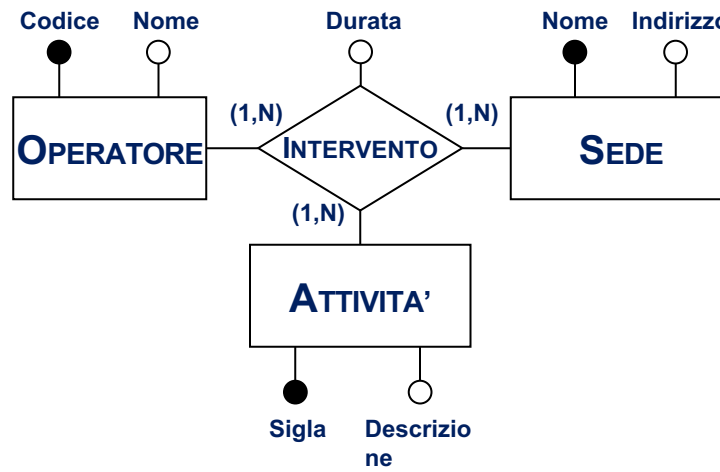 Codice Nome Durata Nome Indirizzo
(1,N) (1,N)
OPERATORE INTERVENTO SEDE
(1,N)
ATTIVITA’
Sigla Descrizio
ne